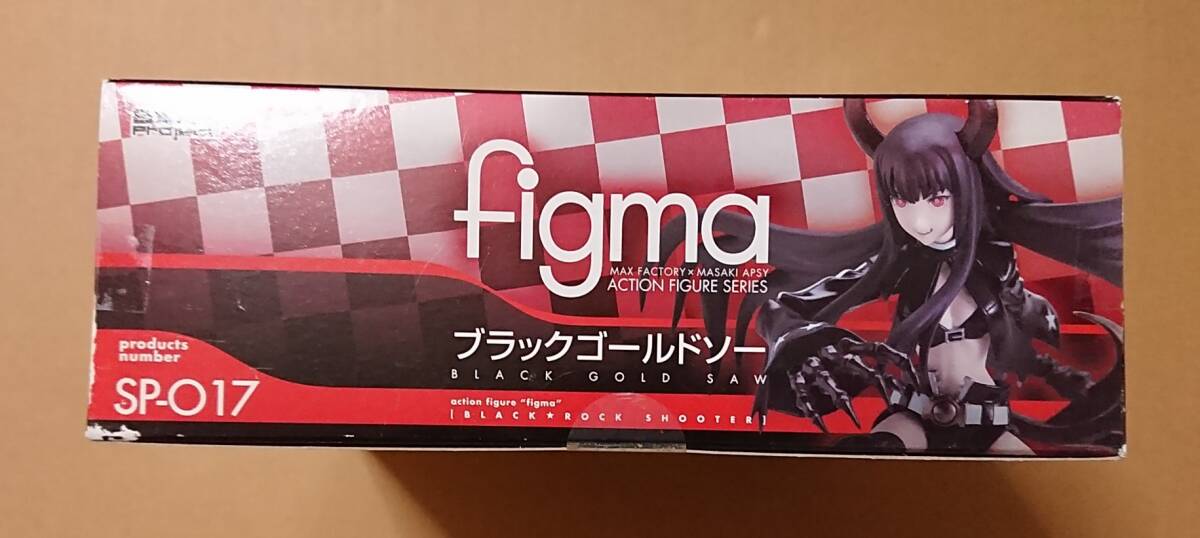 Project
figma
MAX FACTORY × MASAKI APSY
ACTION FIGURE SERIES
ブラックゴールドソー
BLACK GOLD SAW
action figure "figma"
[BLACK★ROCK SHOOTER]
products
number
SP-017